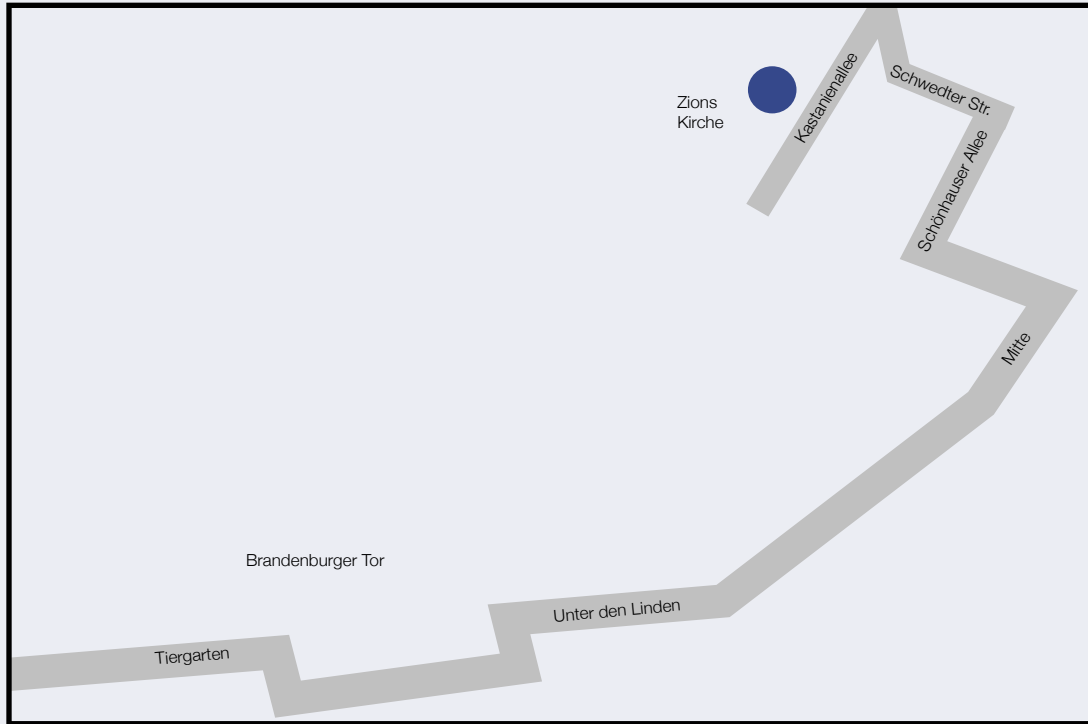 Zions
Kirche
Kastanienallee
Schwedter Str.
Schönhauser Allee
Mitte
Brandenburger Tor
Unter den Linden
Tiergarten